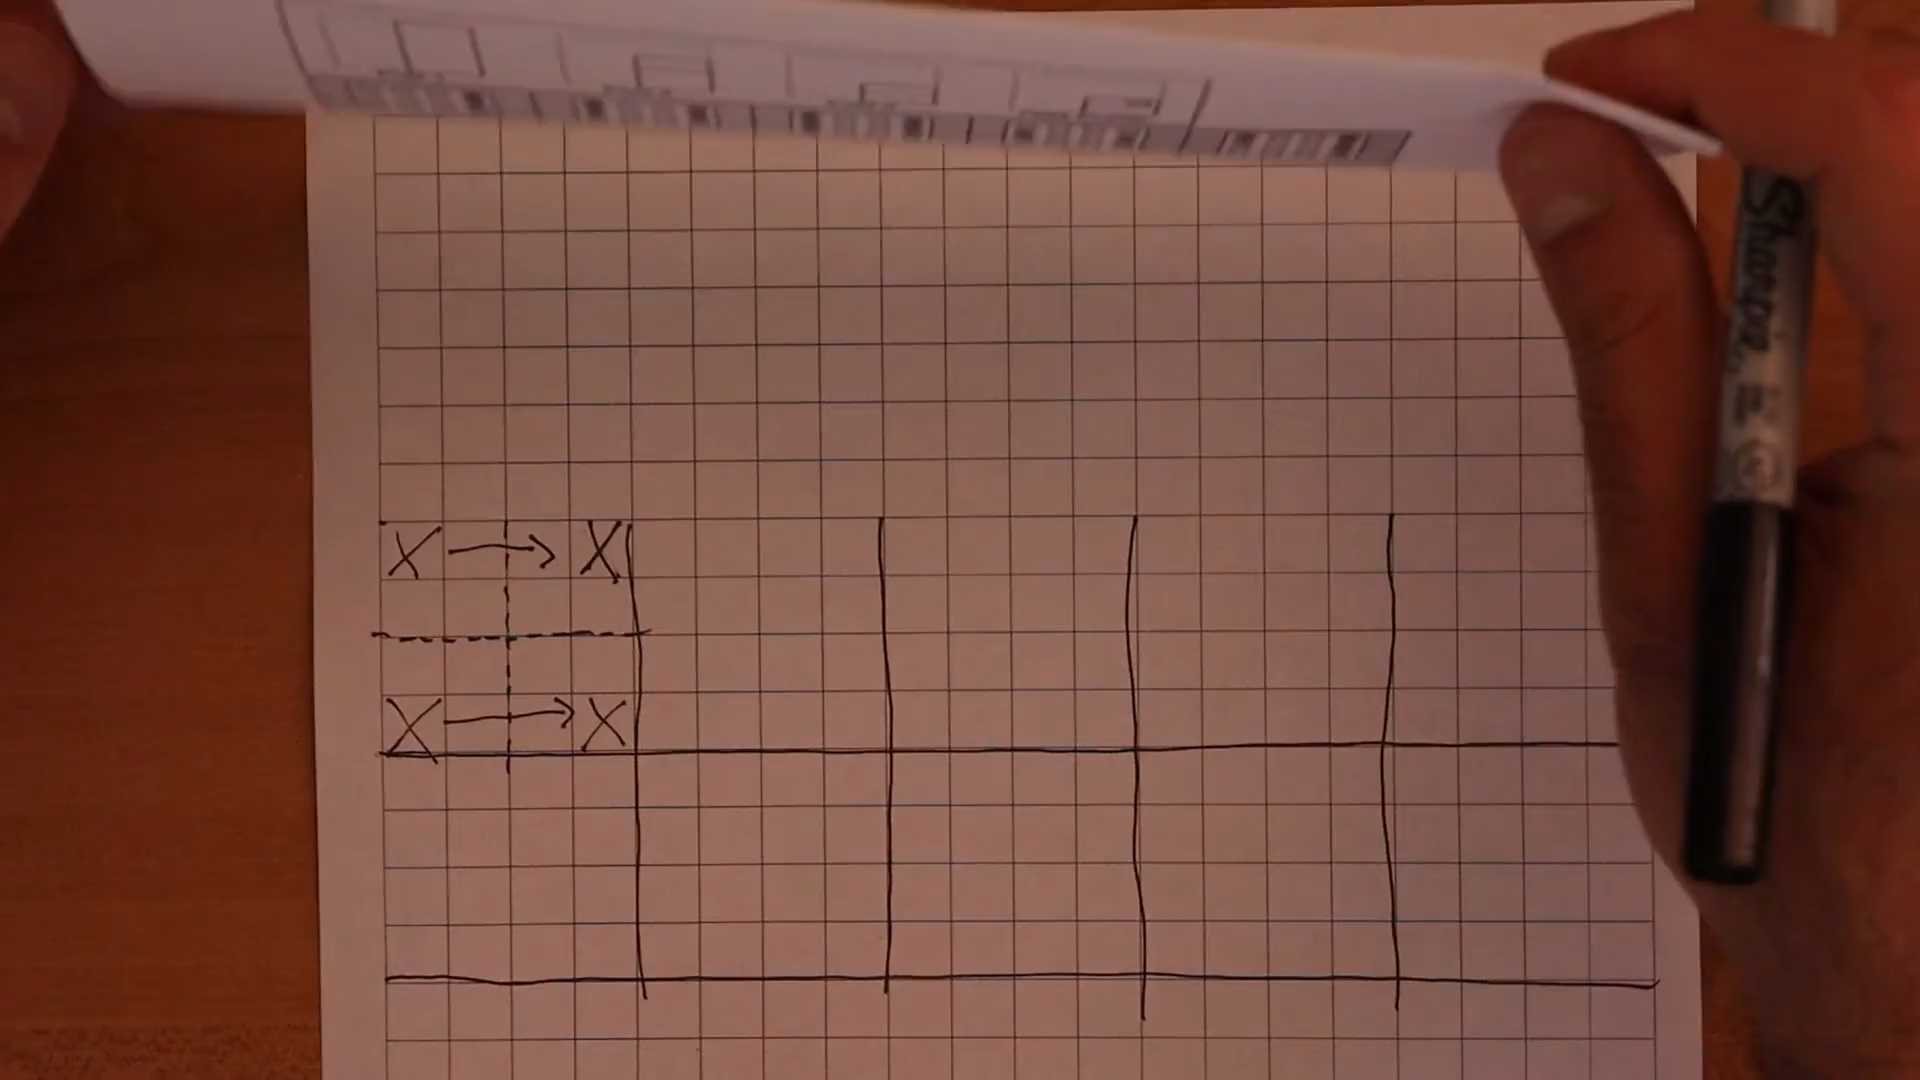 Sharpie
X → X
X → X